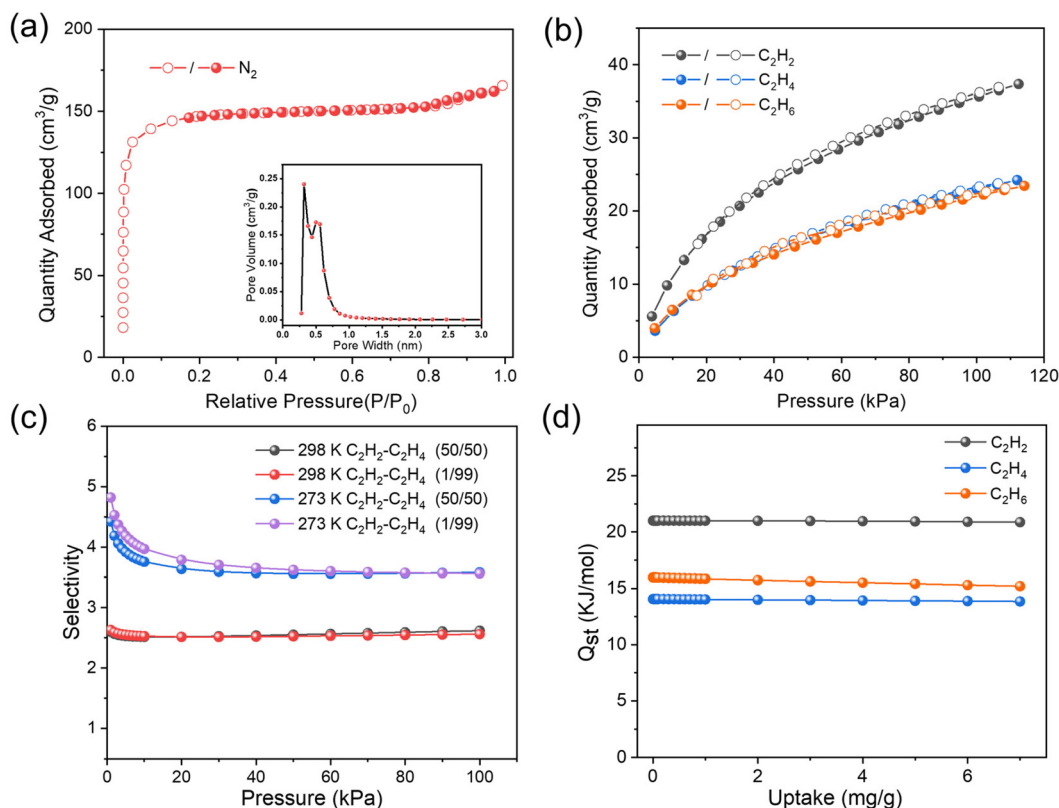 (a)
200
150
100
50
0
Quantity Adsorbed (cm³/g)
/ N₂
0.25
0.20
0.15
0.10
0.05
0.00
Pore Volume (cm³/g)
0.0 0.5 1.0 1.5 2.0 2.5 3.0
Pore Width (nm)
0.0 0.2 0.4 0.6 0.8 1.0
Relative Pressure(P/P₀)
(b)
40
30
20
10
0
Quantity Adsorbed (cm³/g)
/ C₂H₂
/ C₂H₄
/ C₂H₆
0 20 40 60 80 100 120
Pressure (kPa)
(c)
6
5
4
3
2
1
Selectivity
298 K C₂H₂-C₂H₄ (50/50)
298 K C₂H₂-C₂H₄ (1/99)
273 K C₂H₂-C₂H₄ (50/50)
273 K C₂H₂-C₂H₄ (1/99)
0 20 40 60 80 100
Pressure (kPa)
(d)
25
20
15
10
5
0
Qst (KJ/mol)
C₂H₂
C₂H₄
C₂H₆
0 2 4 6
Uptake (mg/g)